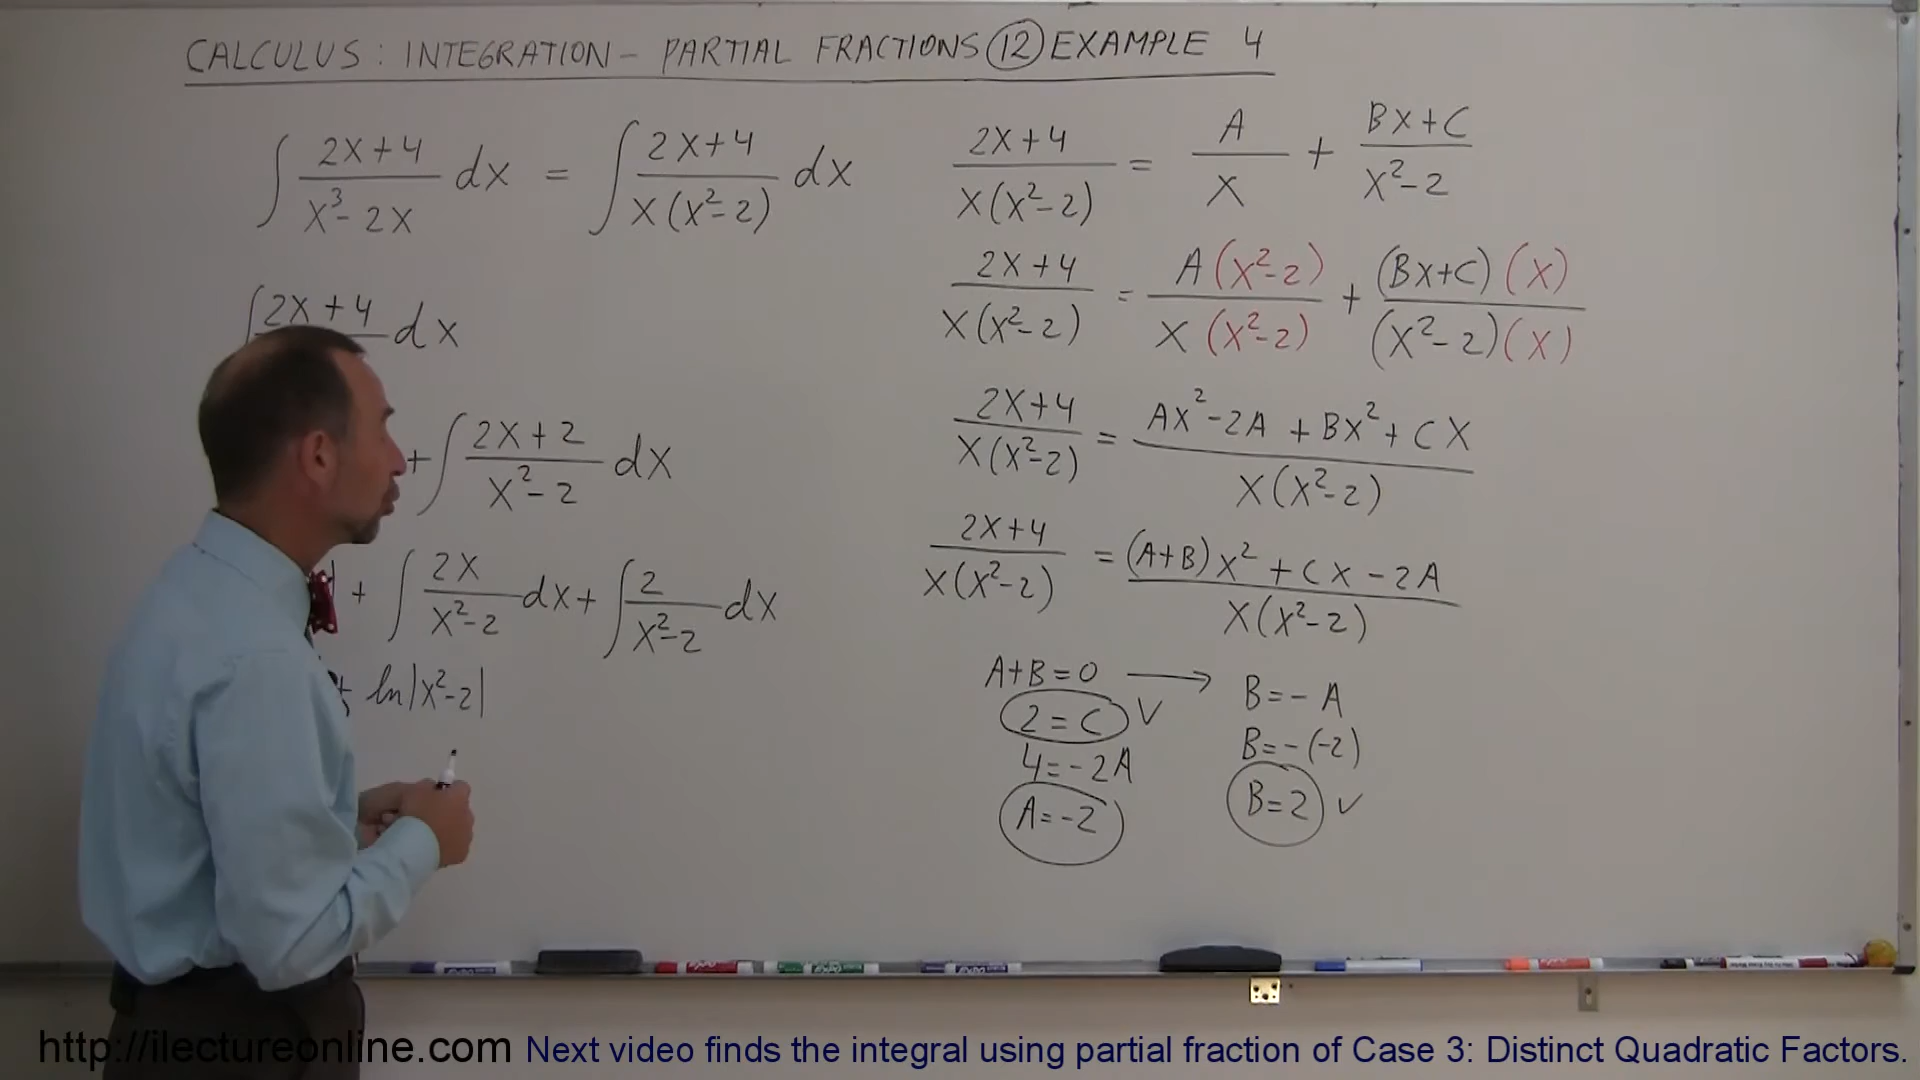 CALCULUS: INTEGRATION – PARTIAL FRACTIONS (12) EXAMPLE 4
∫ (2X+4)/(X³-2X) dx = ∫ (2X+4)/(X(X²-2)) dx
∫ 2X+4 dx
+ ∫ (2X+2)/(X²-2) dx
| + ∫ 2X/(X²-2) dx + ∫ 2/(X²-2) dx
+ ln|X²-2|
(2X+4)/(X(X²-2)) = A/X + (BX+C)/(X²-2)
(2X+4)/(X(X²-2)) = A(X²-2)/(X(X²-2)) + (BX+C)(X)/((X²-2)(X))
(2X+4)/(X(X²-2)) = (AX²-2A+BX²+CX)/(X(X²-2))
(2X+4)/(X(X²-2)) = ((A+B)X²+CX-2A)/(X(X²-2))
A+B=0 → B=-A
2=C ✓
B=-(-2)
4=-2A
B=2 ✓
A=-2
http://ilectureonline.com Next video finds the integral using partial fraction of Case 3: Distinct Quadratic Factors.